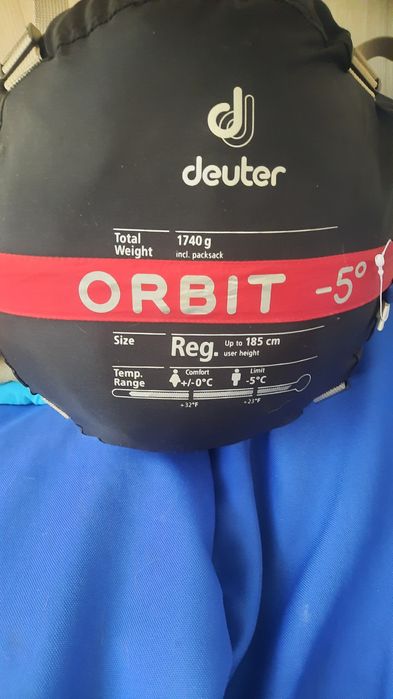 deuter
Total Weight 1740 g
incl. packsack
ORBIT -5°
Size Reg. Up to 185 cm
user height
Temp. Range Comfort +/-0°C Limit -5°C
+32°F +23°F